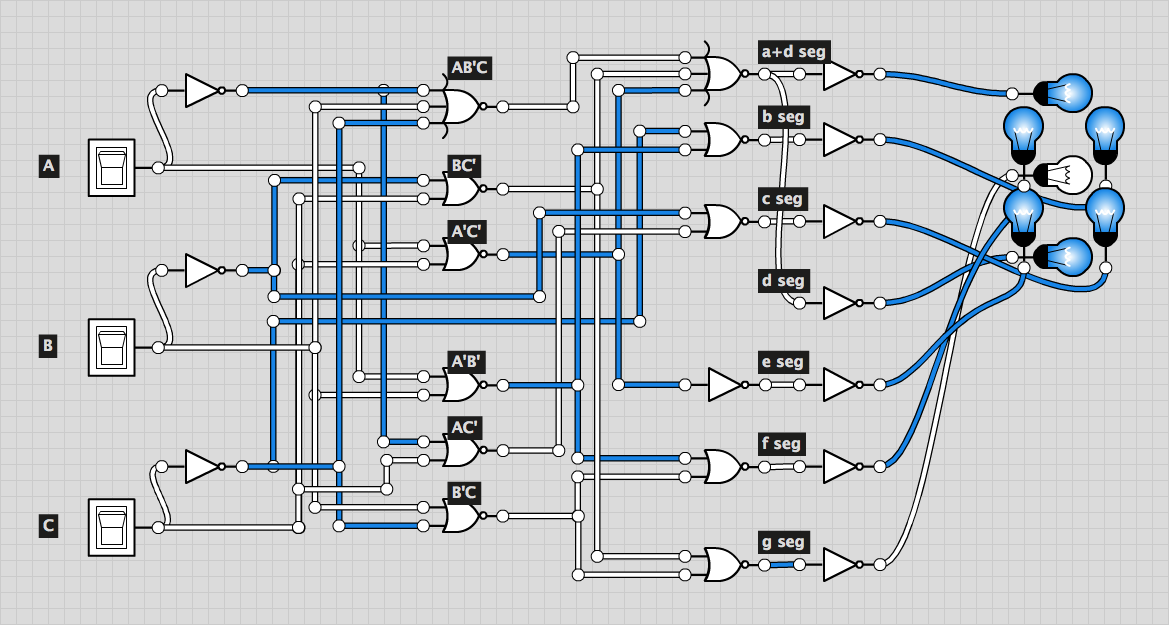 a+d seg
AB'C
b seg
A
BC'
c seg
A'C'
d seg
B
A'B'
e seg
AC'
f seg
B'C
C
g seg